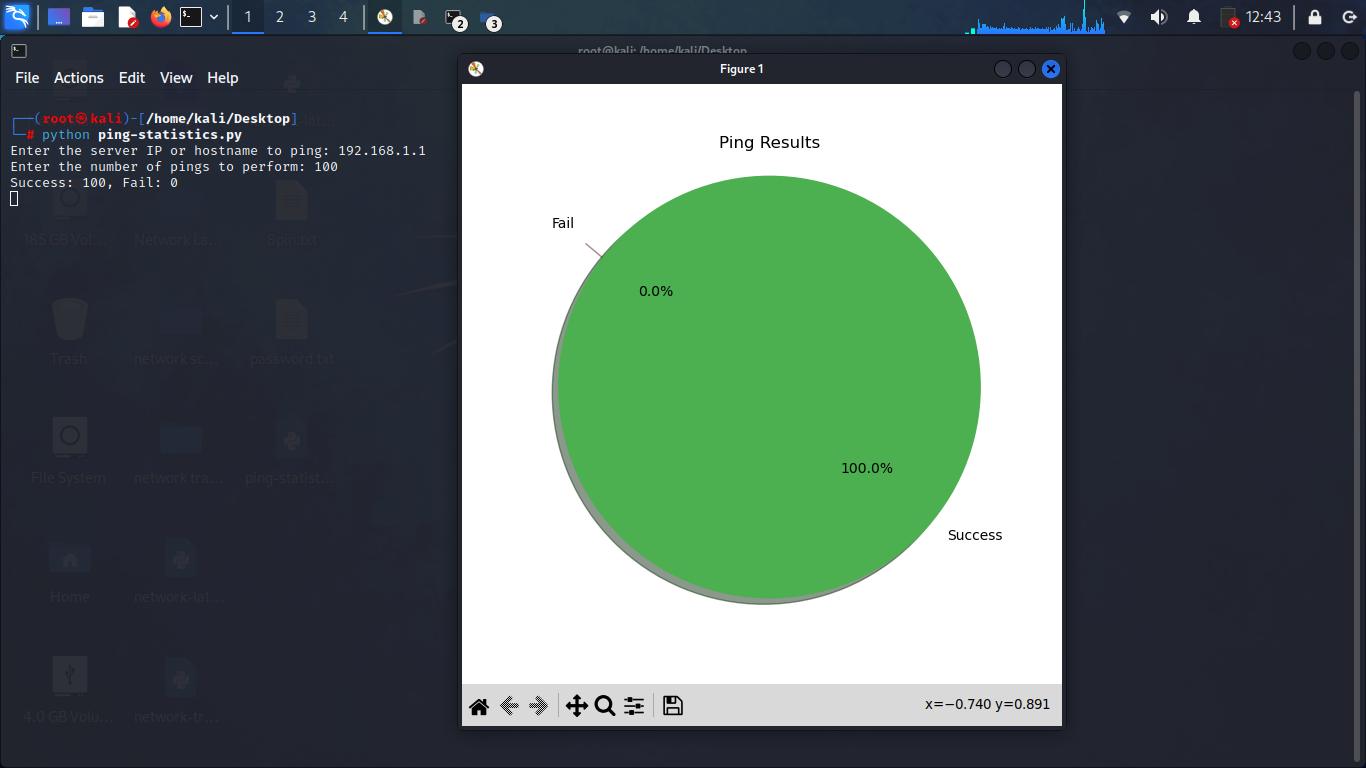 1 2 3 4 2 3 12:43
root@kali: /home/kali/Desktop
File Actions Edit View Help
┌──(root㉿kali)-[/home/kali/Desktop]
└─# python ping-statistics.py
Enter the server IP or hostname to ping: 192.168.1.1
Enter the number of pings to perform: 100
Success: 100, Fail: 0
185 GB Vol... Network La... 8pin.txt
Trash network sc... password.txt
File System network tra... ping-statist...
Home network-lat...
4.0 GB Volu... network-tr...
Figure 1
Ping Results
Fail
0.0%
100.0%
Success
x=−0.740 y=0.891